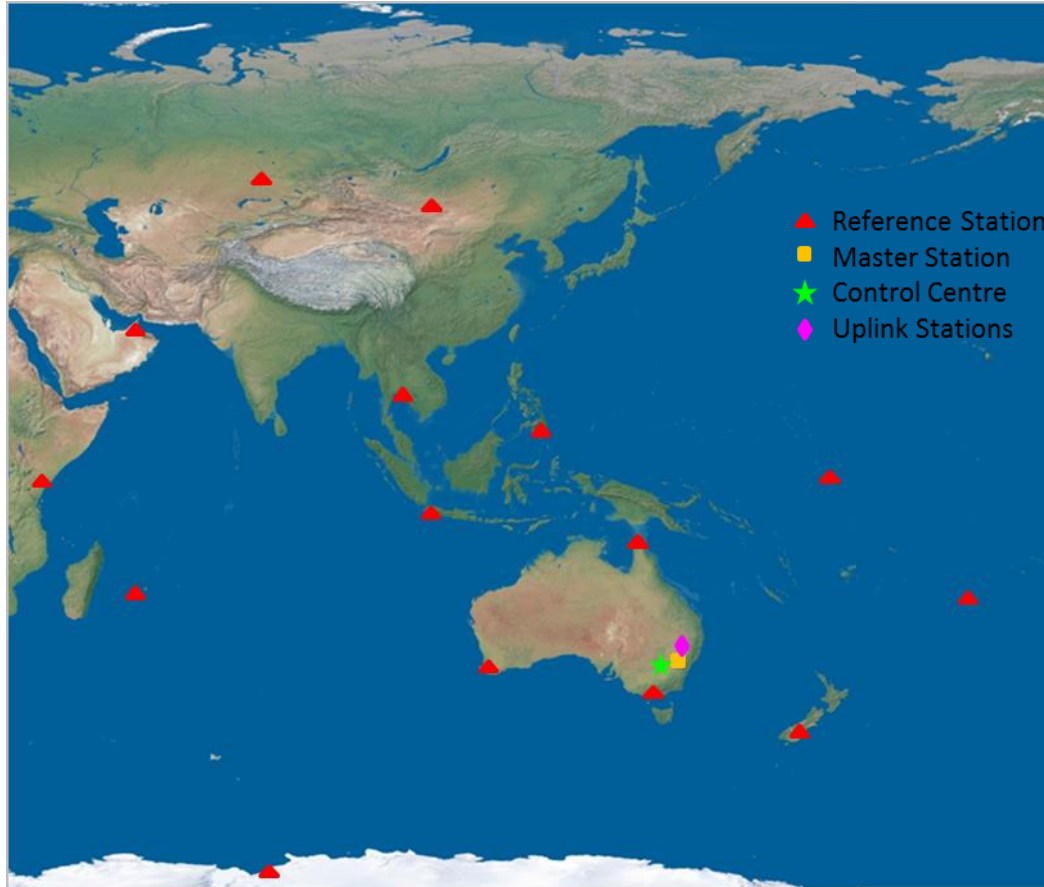 Reference Station
Master Station
Control Centre
Uplink Stations